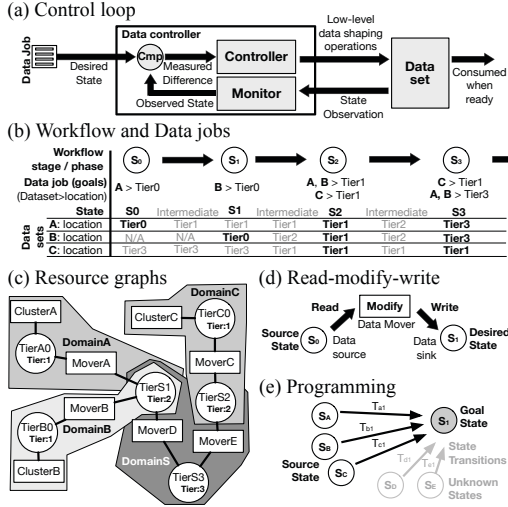 (a) Control loop
Data Job
Desired
State
Data controller
Cmp
Measured
Difference
Observed State
Controller
Monitor
Low-level
data shaping
operations
State
Observation
Data
set
Consumed
when
ready
(b) Workflow and Data jobs
Workflow
stage / phase
S0
S1
S2
S3
Data job (goals)
(Dataset>location)
A > Tier0
B > Tier0
A, B > Tier1
C > Tier1
C > Tier1
A, B > Tier3
State S0 Intermediate S1 Intermediate S2 Intermediate S3
Data
sets
A: location Tier0 Tier1 Tier1 Tier1 Tier1 Tier2 Tier3
B: location N/A N/A Tier0 Tier2 Tier1 Tier2 Tier3
C: location Tier3 Tier3 Tier3 Tier1 Tier1 Tier1 Tier1
(c) Resource graphs
ClusterA
TierA0
Tier:1
DomainA
MoverA
ClusterC
DomainC
TierC0
Tier:1
MoverC
TierS1
Tier:2
TierS2
Tier:2
MoverB
TierB0
Tier:1
DomainB
ClusterB
MoverD
MoverE
DomainS
TierS3
Tier:3
(d) Read-modify-write
Read
Modify
Write
Data Mover
Source
State
S0
Data
source
Data
sink
S1
Desired
State
(e) Programming
SA
Ta1
SB
Tb1
SC
Tc1
Source
State
S1
Goal
State
Td1
Ta1
State
Transitions
SD
SE
Unknown
States